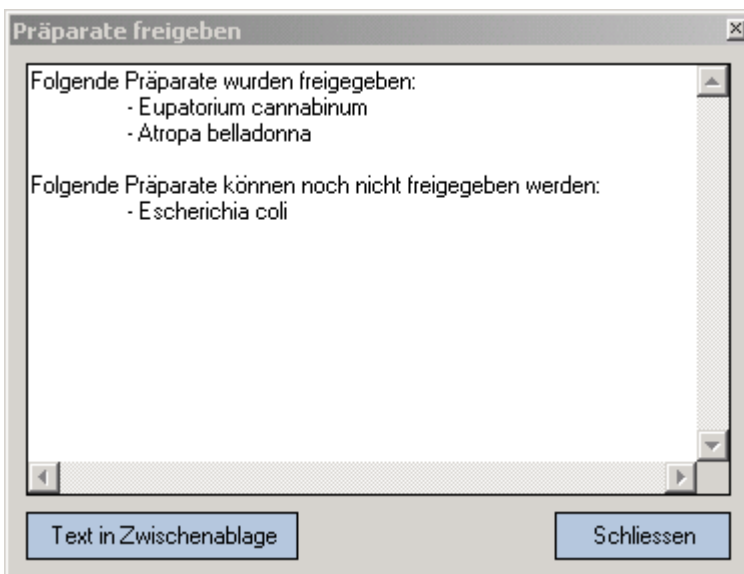 Präparate freigeben
Folgende Präparate wurden freigegeben:
- Eupatorium cannabinum
- Atropa belladonna
Folgende Präparate können noch nicht freigegeben werden:
- Escherichia coli
Text in Zwischenablage
Schliessen